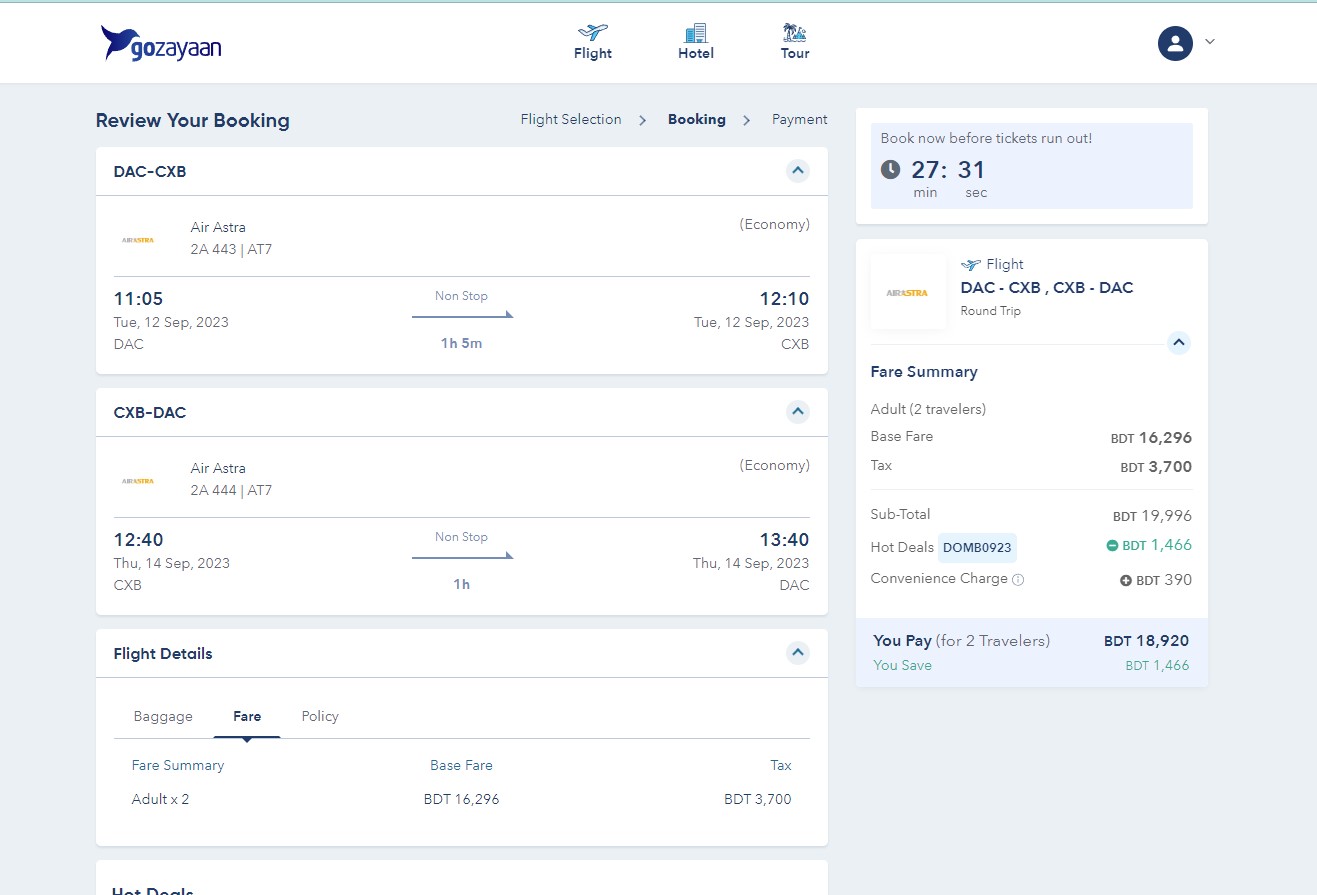 gozayaan
Flight
Hotel
Tour
Review Your Booking
Flight Selection
Booking
Payment
DAC-CXB
AIRASTRA
Air Astra
2A 443 | AT7
(Economy)
11:05
Non Stop
12:10
Tue, 12 Sep, 2023
Tue, 12 Sep, 2023
DAC
1h 5m
CXB
CXB-DAC
AIRASTRA
Air Astra
2A 444 | AT7
(Economy)
12:40
Non Stop
13:40
Thu, 14 Sep, 2023
Thu, 14 Sep, 2023
CXB
1h
DAC
Flight Details
Baggage
Fare
Policy
Fare Summary
Base Fare
Tax
Adult x 2
BDT 16,296
BDT 3,700
Hot Deals
Book now before tickets run out!
27: 31
min sec
AIRASTRA
Flight
DAC - CXB , CXB - DAC
Round Trip
Fare Summary
Adult (2 travelers)
Base Fare BDT 16,296
Tax BDT 3,700
Sub-Total BDT 19,996
Hot Deals DOMB0923 BDT 1,466
Convenience Charge BDT 390
You Pay (for 2 Travelers) BDT 18,920
You Save BDT 1,466